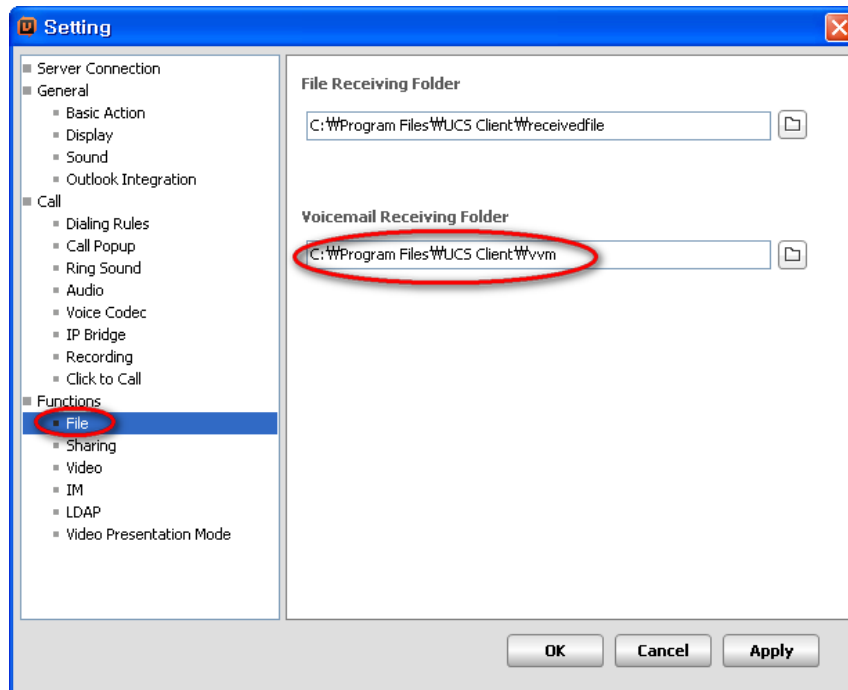 Setting
Server Connection
General
Basic Action
Display
Sound
Outlook Integration
Call
Dialing Rules
Call Popup
Ring Sound
Audio
Voice Codec
IP Bridge
Recording
Click to Call
Functions
File
Sharing
Video
IM
LDAP
Video Presentation Mode
File Receiving Folder
C:₩Program Files₩UCS Client₩receivedfile
Voicemail Receiving Folder
C:₩Program Files₩UCS Client₩vvm
OK Cancel Apply